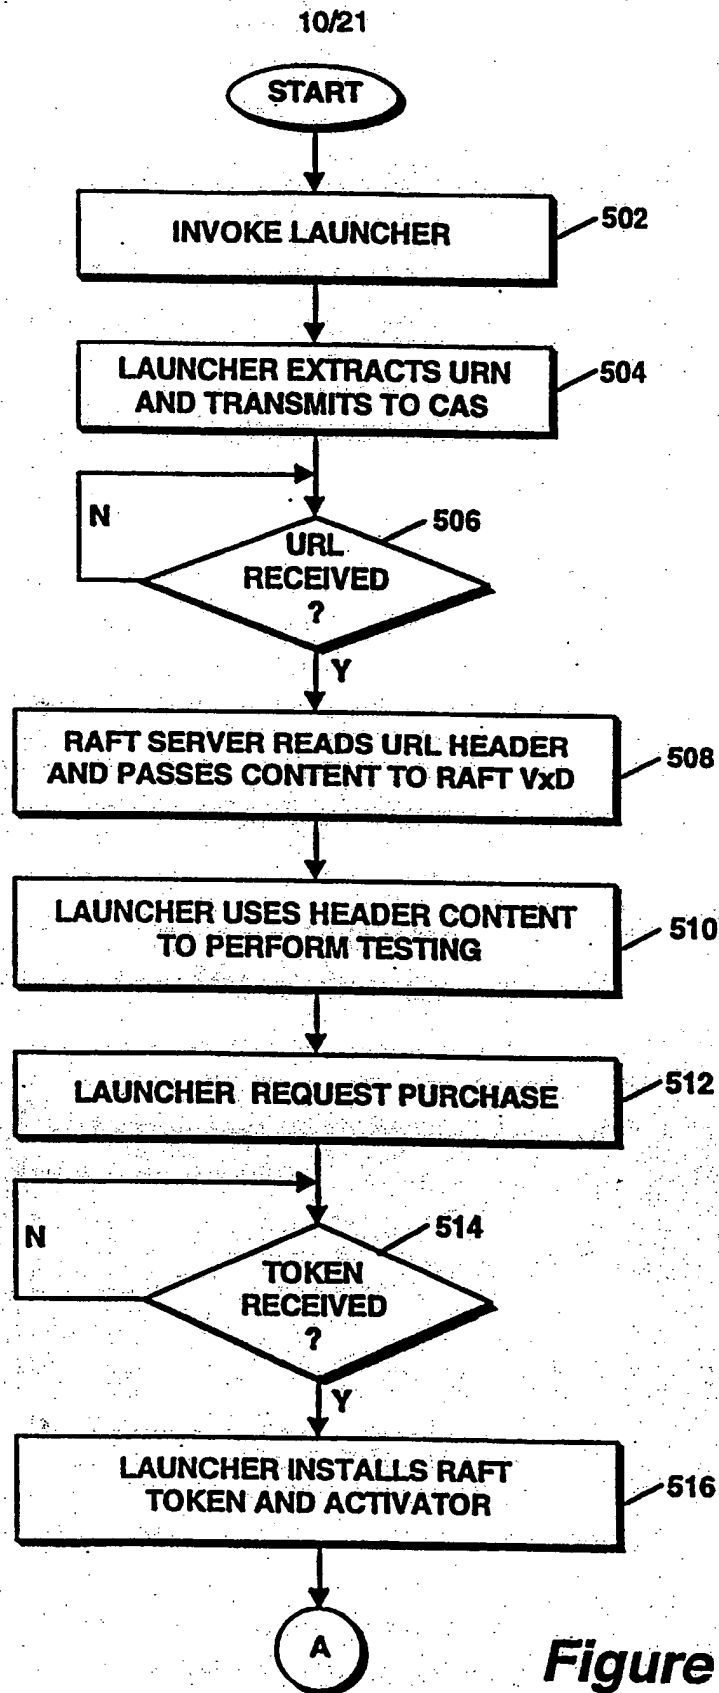 10/21
START
INVOKE LAUNCHER
502
LAUNCHER EXTRACTS URN
AND TRANSMITS TO CAS
504
N
506
URL
RECEIVED
?
Y
RAFT SERVER READS URL HEADER
AND PASSES CONTENT TO RAFT VxD
508
LAUNCHER USES HEADER CONTENT
TO PERFORM TESTING
510
LAUNCHER REQUEST PURCHASE
512
N
514
TOKEN
RECEIVED
?
Y
LAUNCHER INSTALLS RAFT
TOKEN AND ACTIVATOR
516
A
Figure